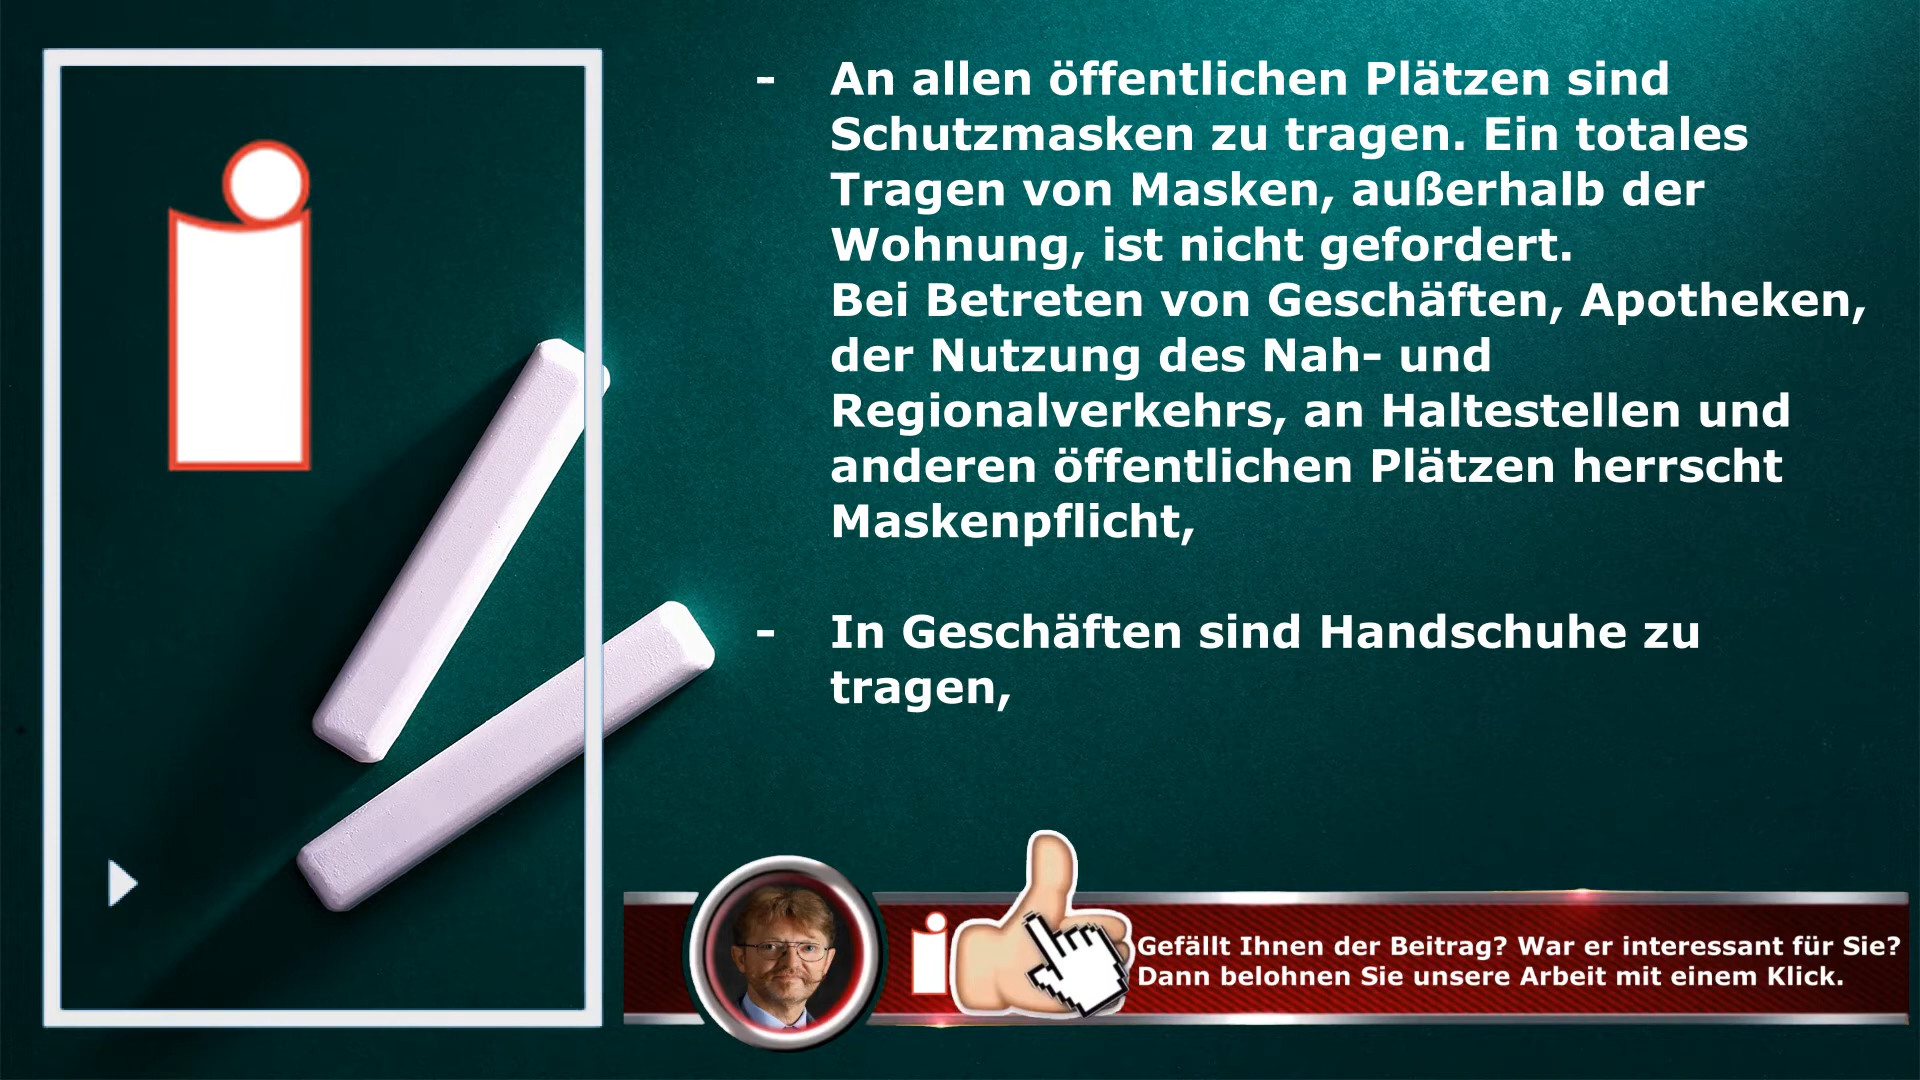 - An allen öffentlichen Plätzen sind
Schutzmasken zu tragen. Ein totales
Tragen von Masken, außerhalb der
Wohnung, ist nicht gefordert.
Bei Betreten von Geschäften, Apotheken,
der Nutzung des Nah- und
Regionalverkehrs, an Haltestellen und
anderen öffentlichen Plätzen herrscht
Maskenpflicht,
- In Geschäften sind Handschuhe zu
tragen,
Gefällt Ihnen der Beitrag? War er interessant für Sie?
Dann belohnen Sie unsere Arbeit mit einem Klick.